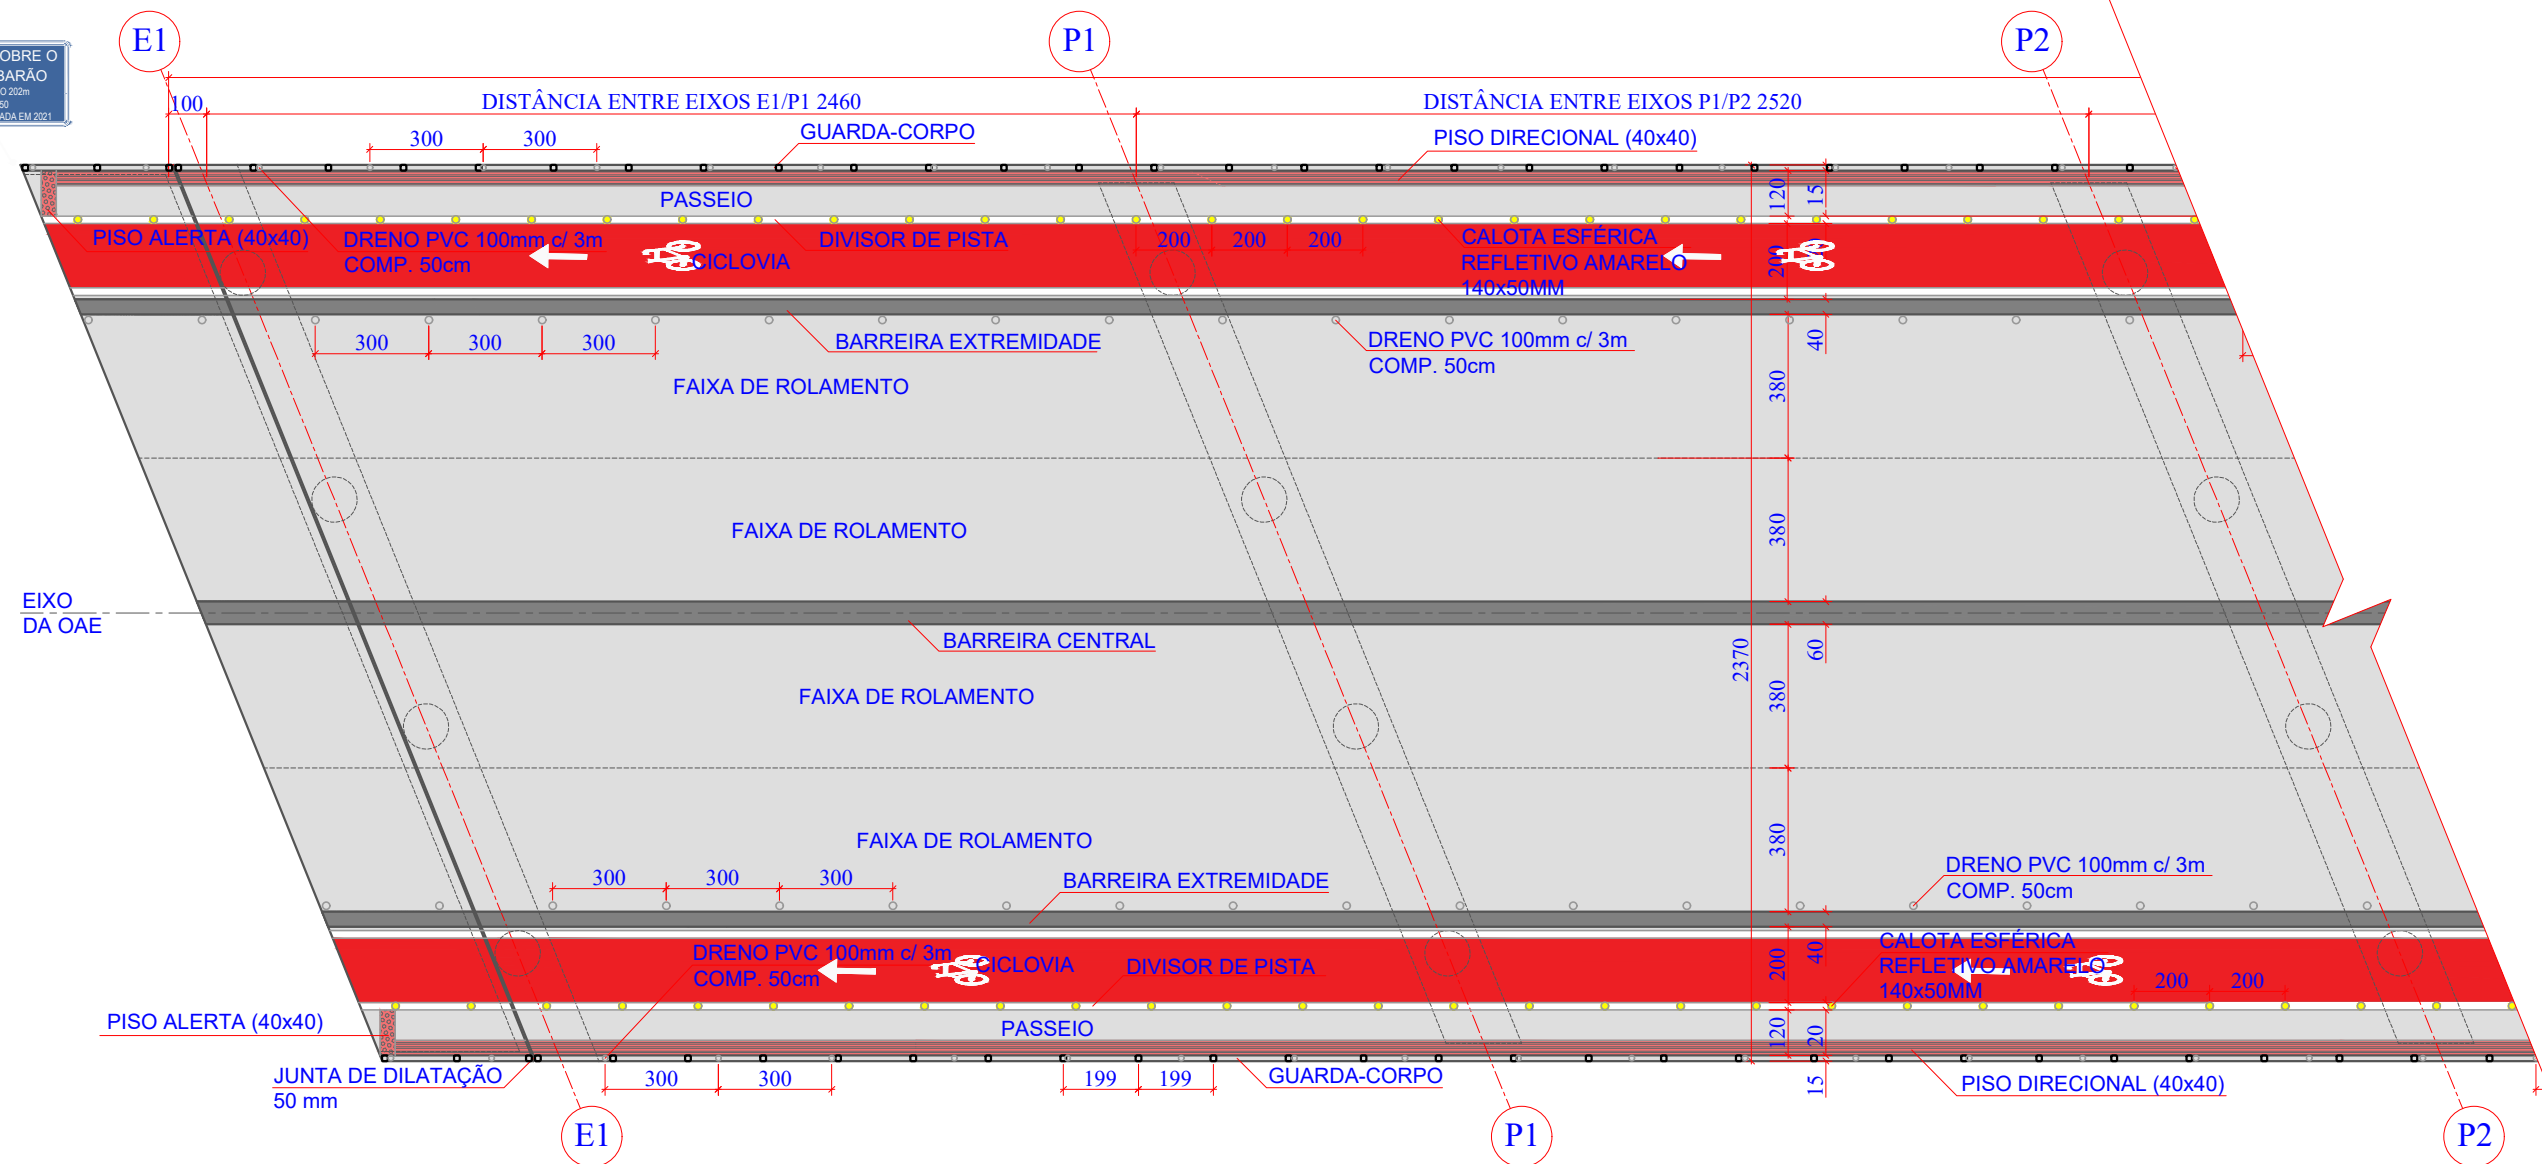 E1
P1
P2
OBRE O
BARÃO
O 202m
50
ADA EM 2021
100
DISTÂNCIA ENTRE EIXOS E1/P1 2460
DISTÂNCIA ENTRE EIXOS P1/P2 2520
300
300
GUARDA-CORPO
PISO DIRECIONAL (40x40)
PASSEIO
120
15
PISO ALERTA (40x40)
DRENO PVC 100mm c/ 3m
COMP. 50cm
CICLOVIA
DIVISOR DE PISTA
200
200
200
CALOTA ESFÉRICA
REFLETIVO AMARELO
140x50MM
200
300
300
300
BARREIRA EXTREMIDADE
DRENO PVC 100mm c/ 3m
COMP. 50cm
40
FAIXA DE ROLAMENTO
380
FAIXA DE ROLAMENTO
380
EIXO
DA OAE
BARREIRA CENTRAL
2370
60
FAIXA DE ROLAMENTO
380
FAIXA DE ROLAMENTO
380
300
300
300
BARREIRA EXTREMIDADE
DRENO PVC 100mm c/ 3m
COMP. 50cm
DRENO PVC 100mm c/ 3m
COMP. 50cm
CICLOVIA
DIVISOR DE PISTA
200
40
CALOTA ESFÉRICA
REFLETIVO AMARELO
140x50MM
200
200
PISO ALERTA (40x40)
PASSEIO
120
20
JUNTA DE DILATAÇÃO
50 mm
300
300
199
199
GUARDA-CORPO
15
PISO DIRECIONAL (40x40)
E1
P1
P2